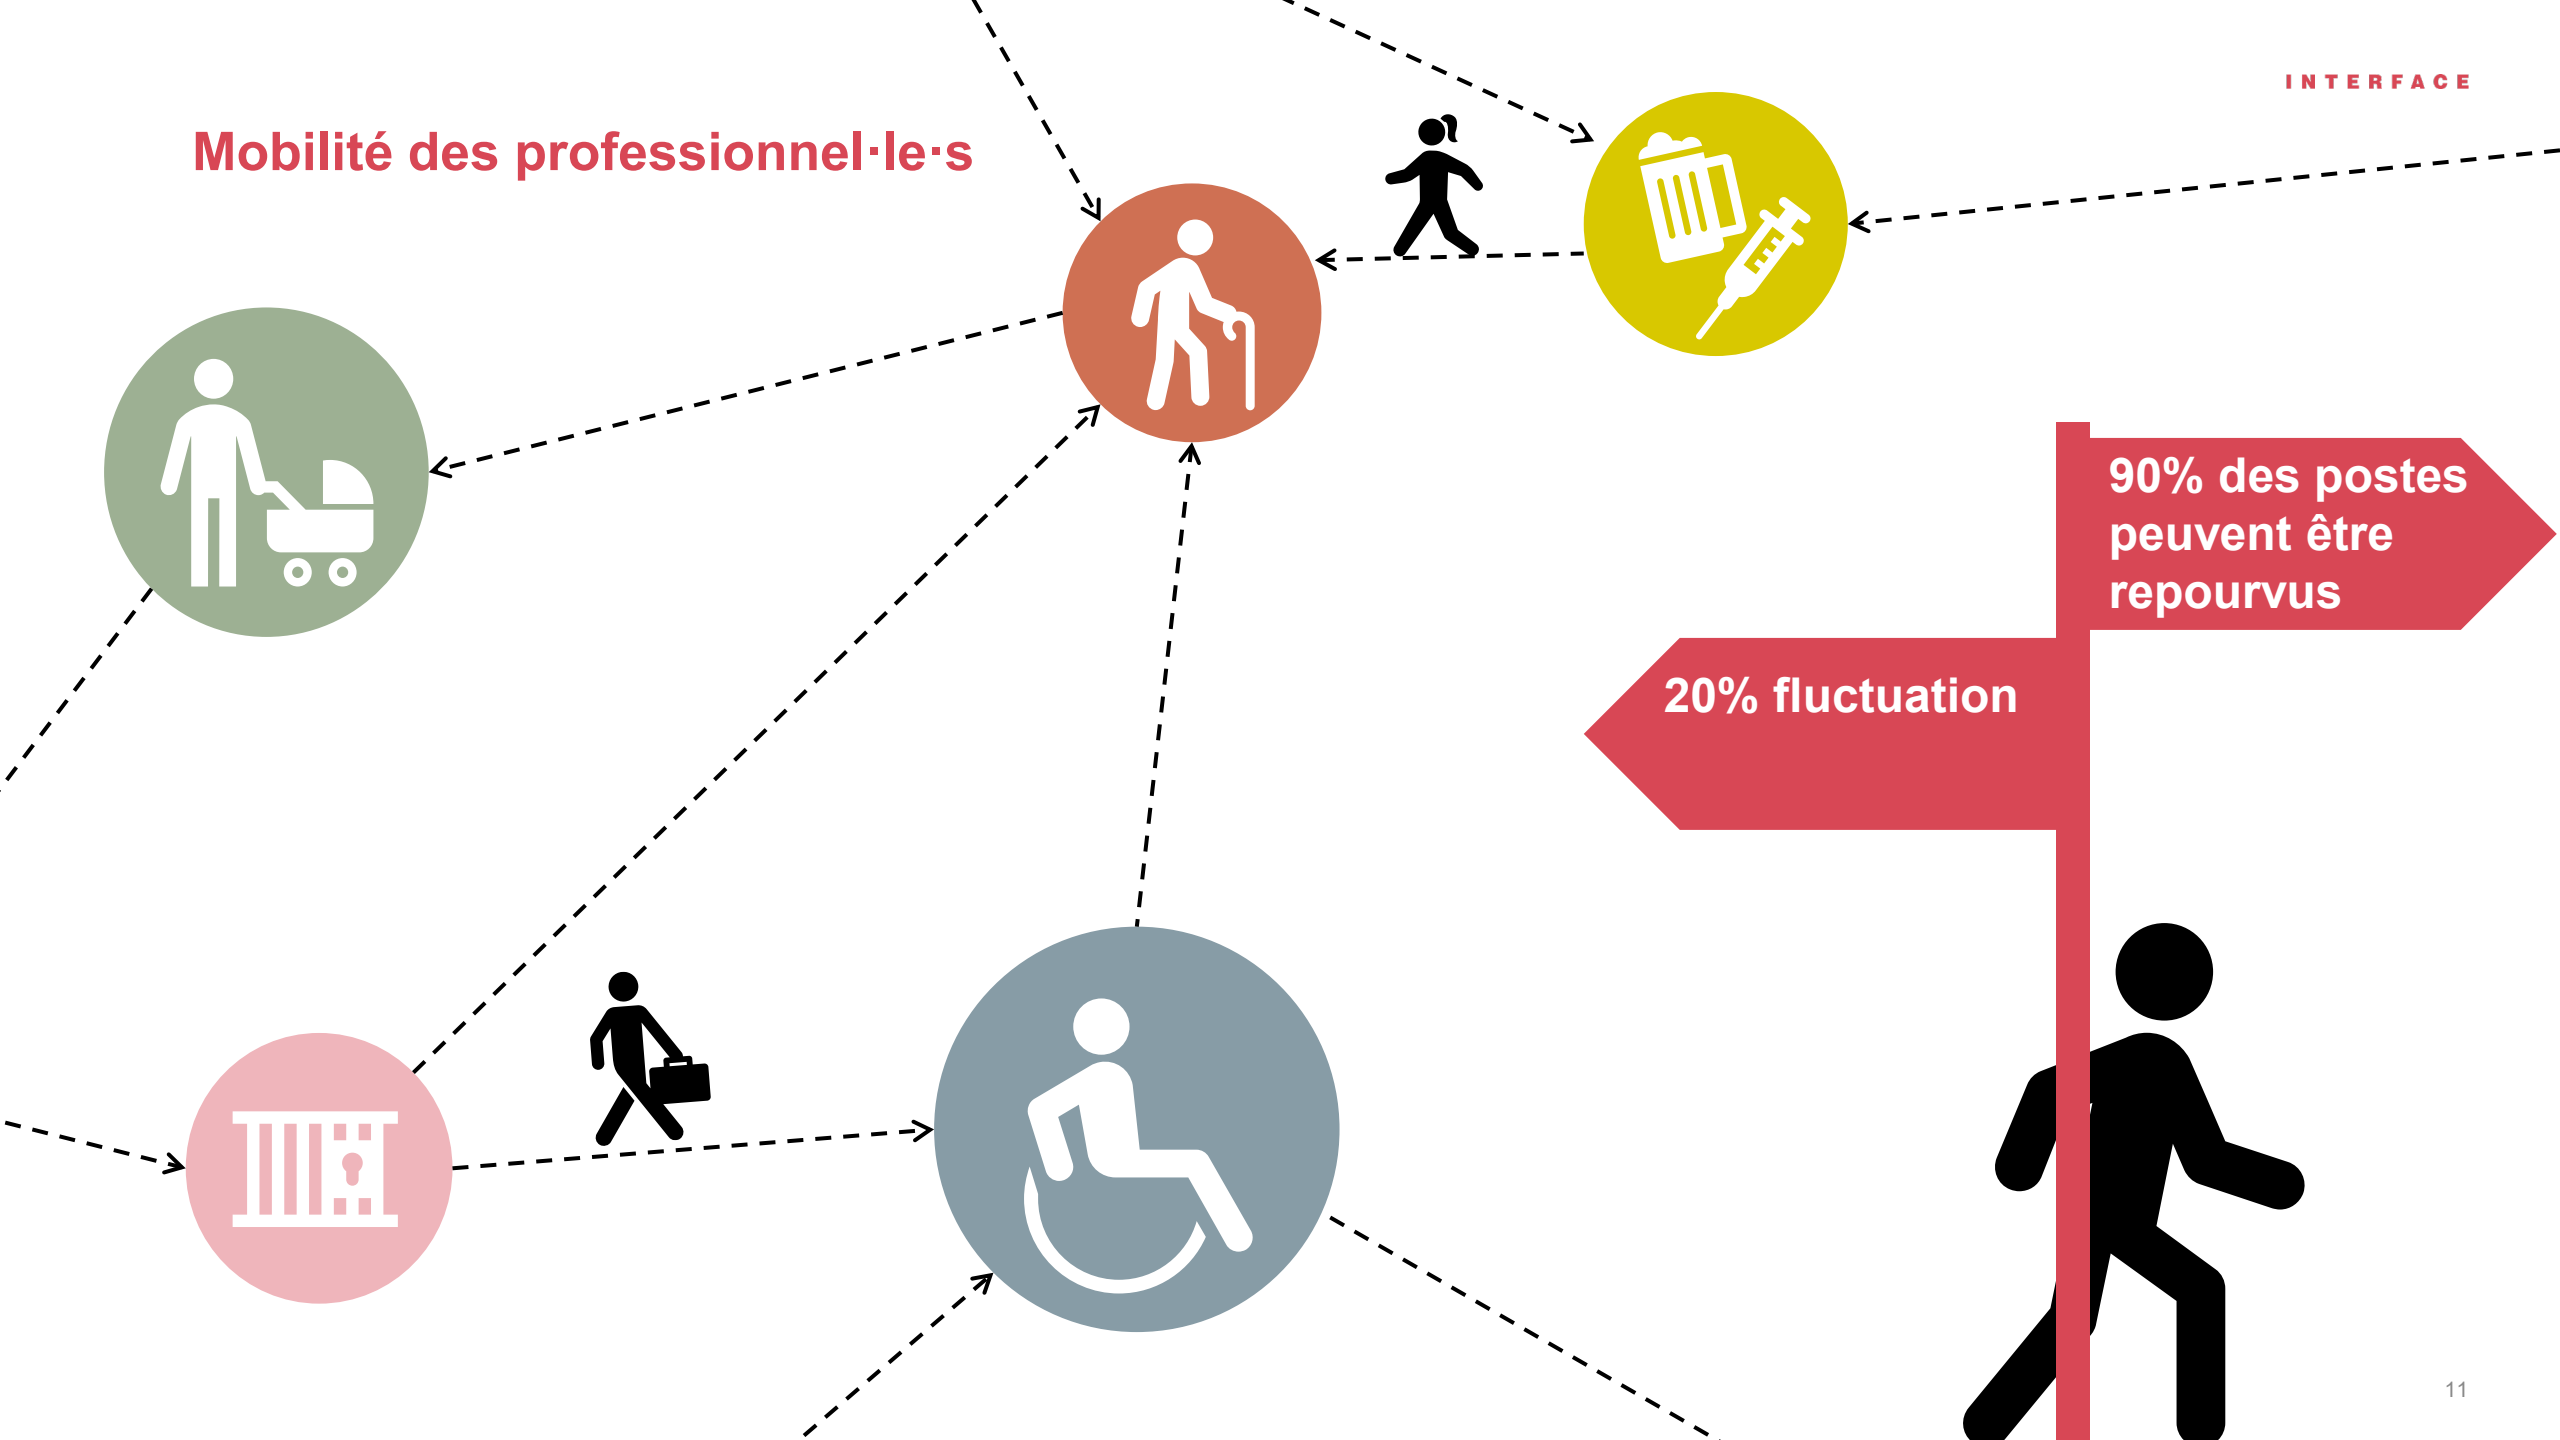 INTERFACE
Mobilité des professionnel·le·s
90% des postes
peuvent être
repourvus
20% fluctuation
11